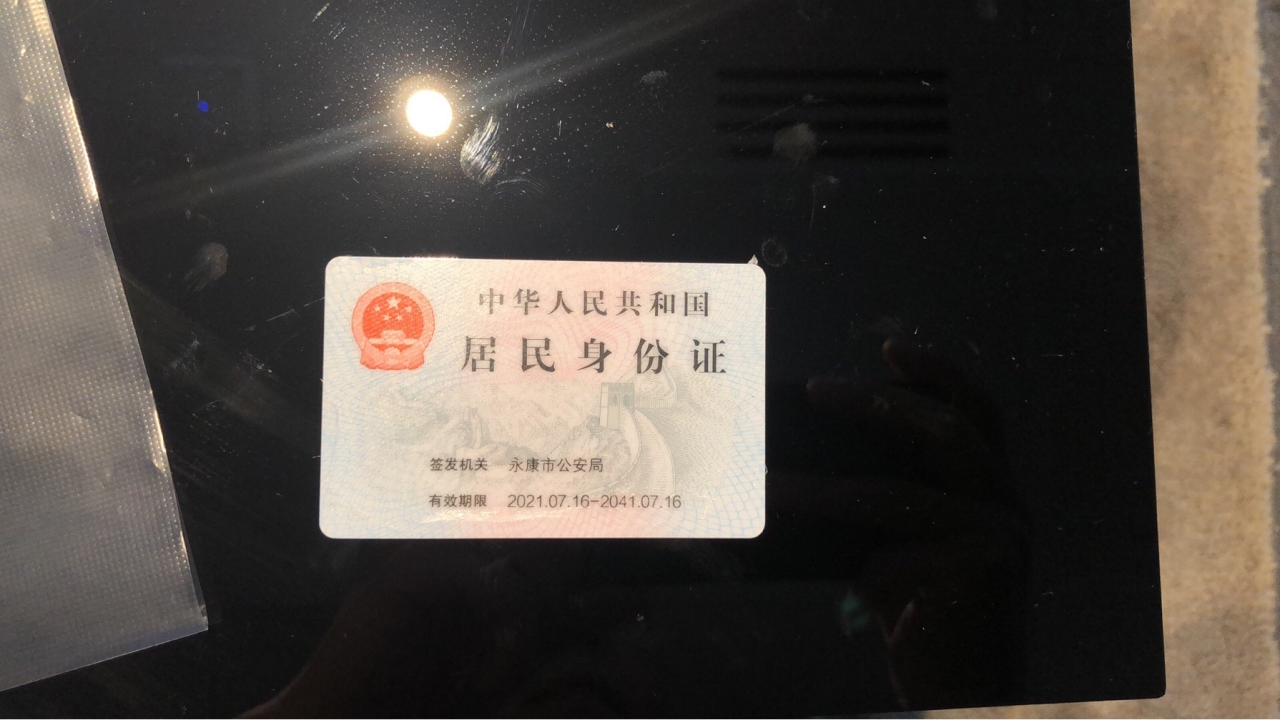 中华人民共和国
居民身份证
签发机关 永康市公安局
有效期限 2021.07.16-2041.07.16